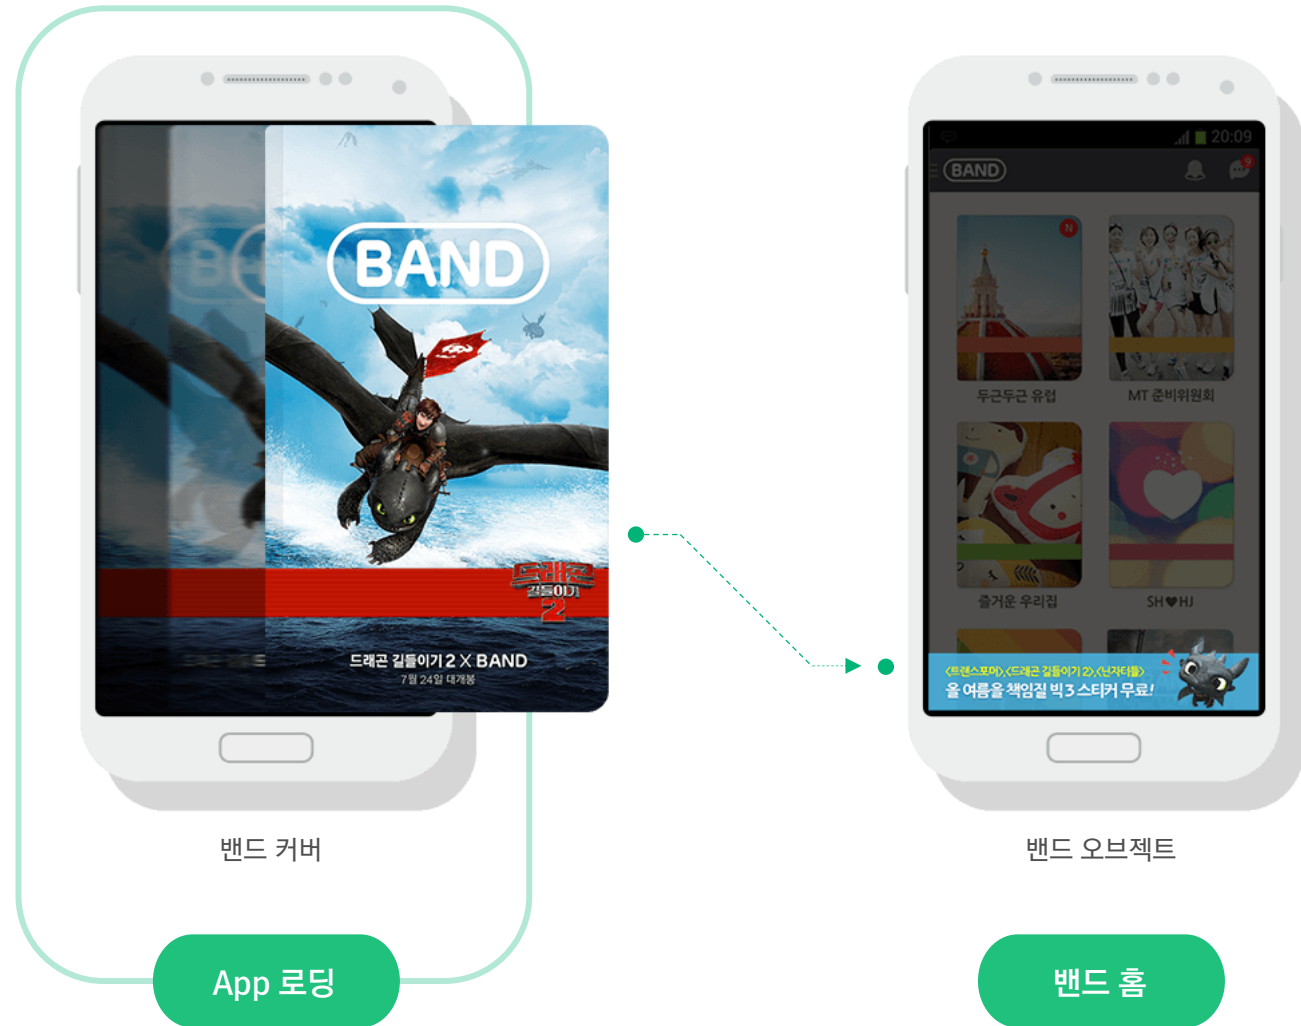 BAND
드래곤
길들이기
2
드래곤 길들이기 2 X BAND
7월 24일 대개봉
밴드 커버
App 로딩
20:09
BAND
9
N
두근두근 유럽
MT 준비위원회
즐거운 우리집
SH♥HJ
<트랜스포머>,<드래곤 길들이기 2>,<닌자터틀>
올 여름을 책임질 빅3 스티커 무료!
밴드 오브젝트
밴드 홈